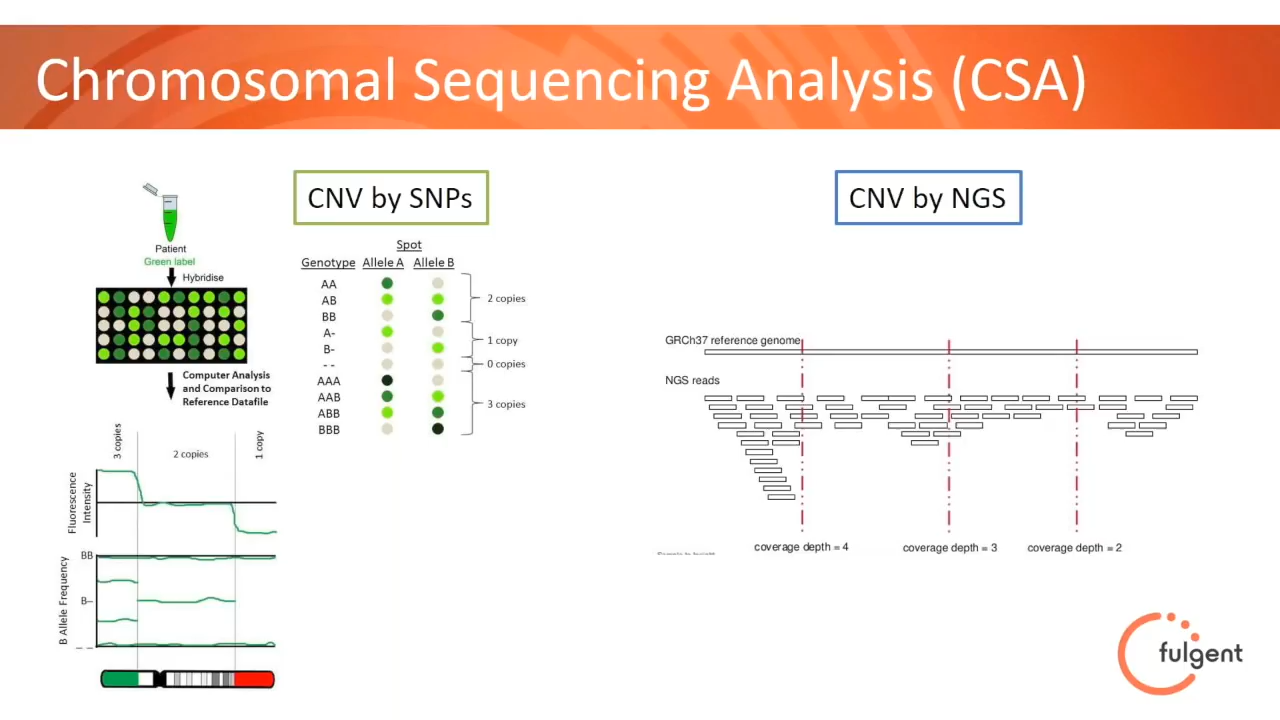 Chromosomal Sequencing Analysis (CSA)
CNV by SNPs
CNV by NGS
Patient
Green label
Hybridise
Computer Analysis
and Comparison to
Reference Datafile
Spot
Genotype Allele A Allele B
AA
AB
BB
A-
B-
- -
AAA
AAB
ABB
BBB
2 copies
1 copy
0 copies
3 copies
3 copies
2 copies
1 copy
Fluorescence
Intensity
B Allele Frequency
BB
B–
– –
GRCh37 reference genome
NGS reads
coverage depth = 4
coverage depth = 3
coverage depth = 2
fulgent